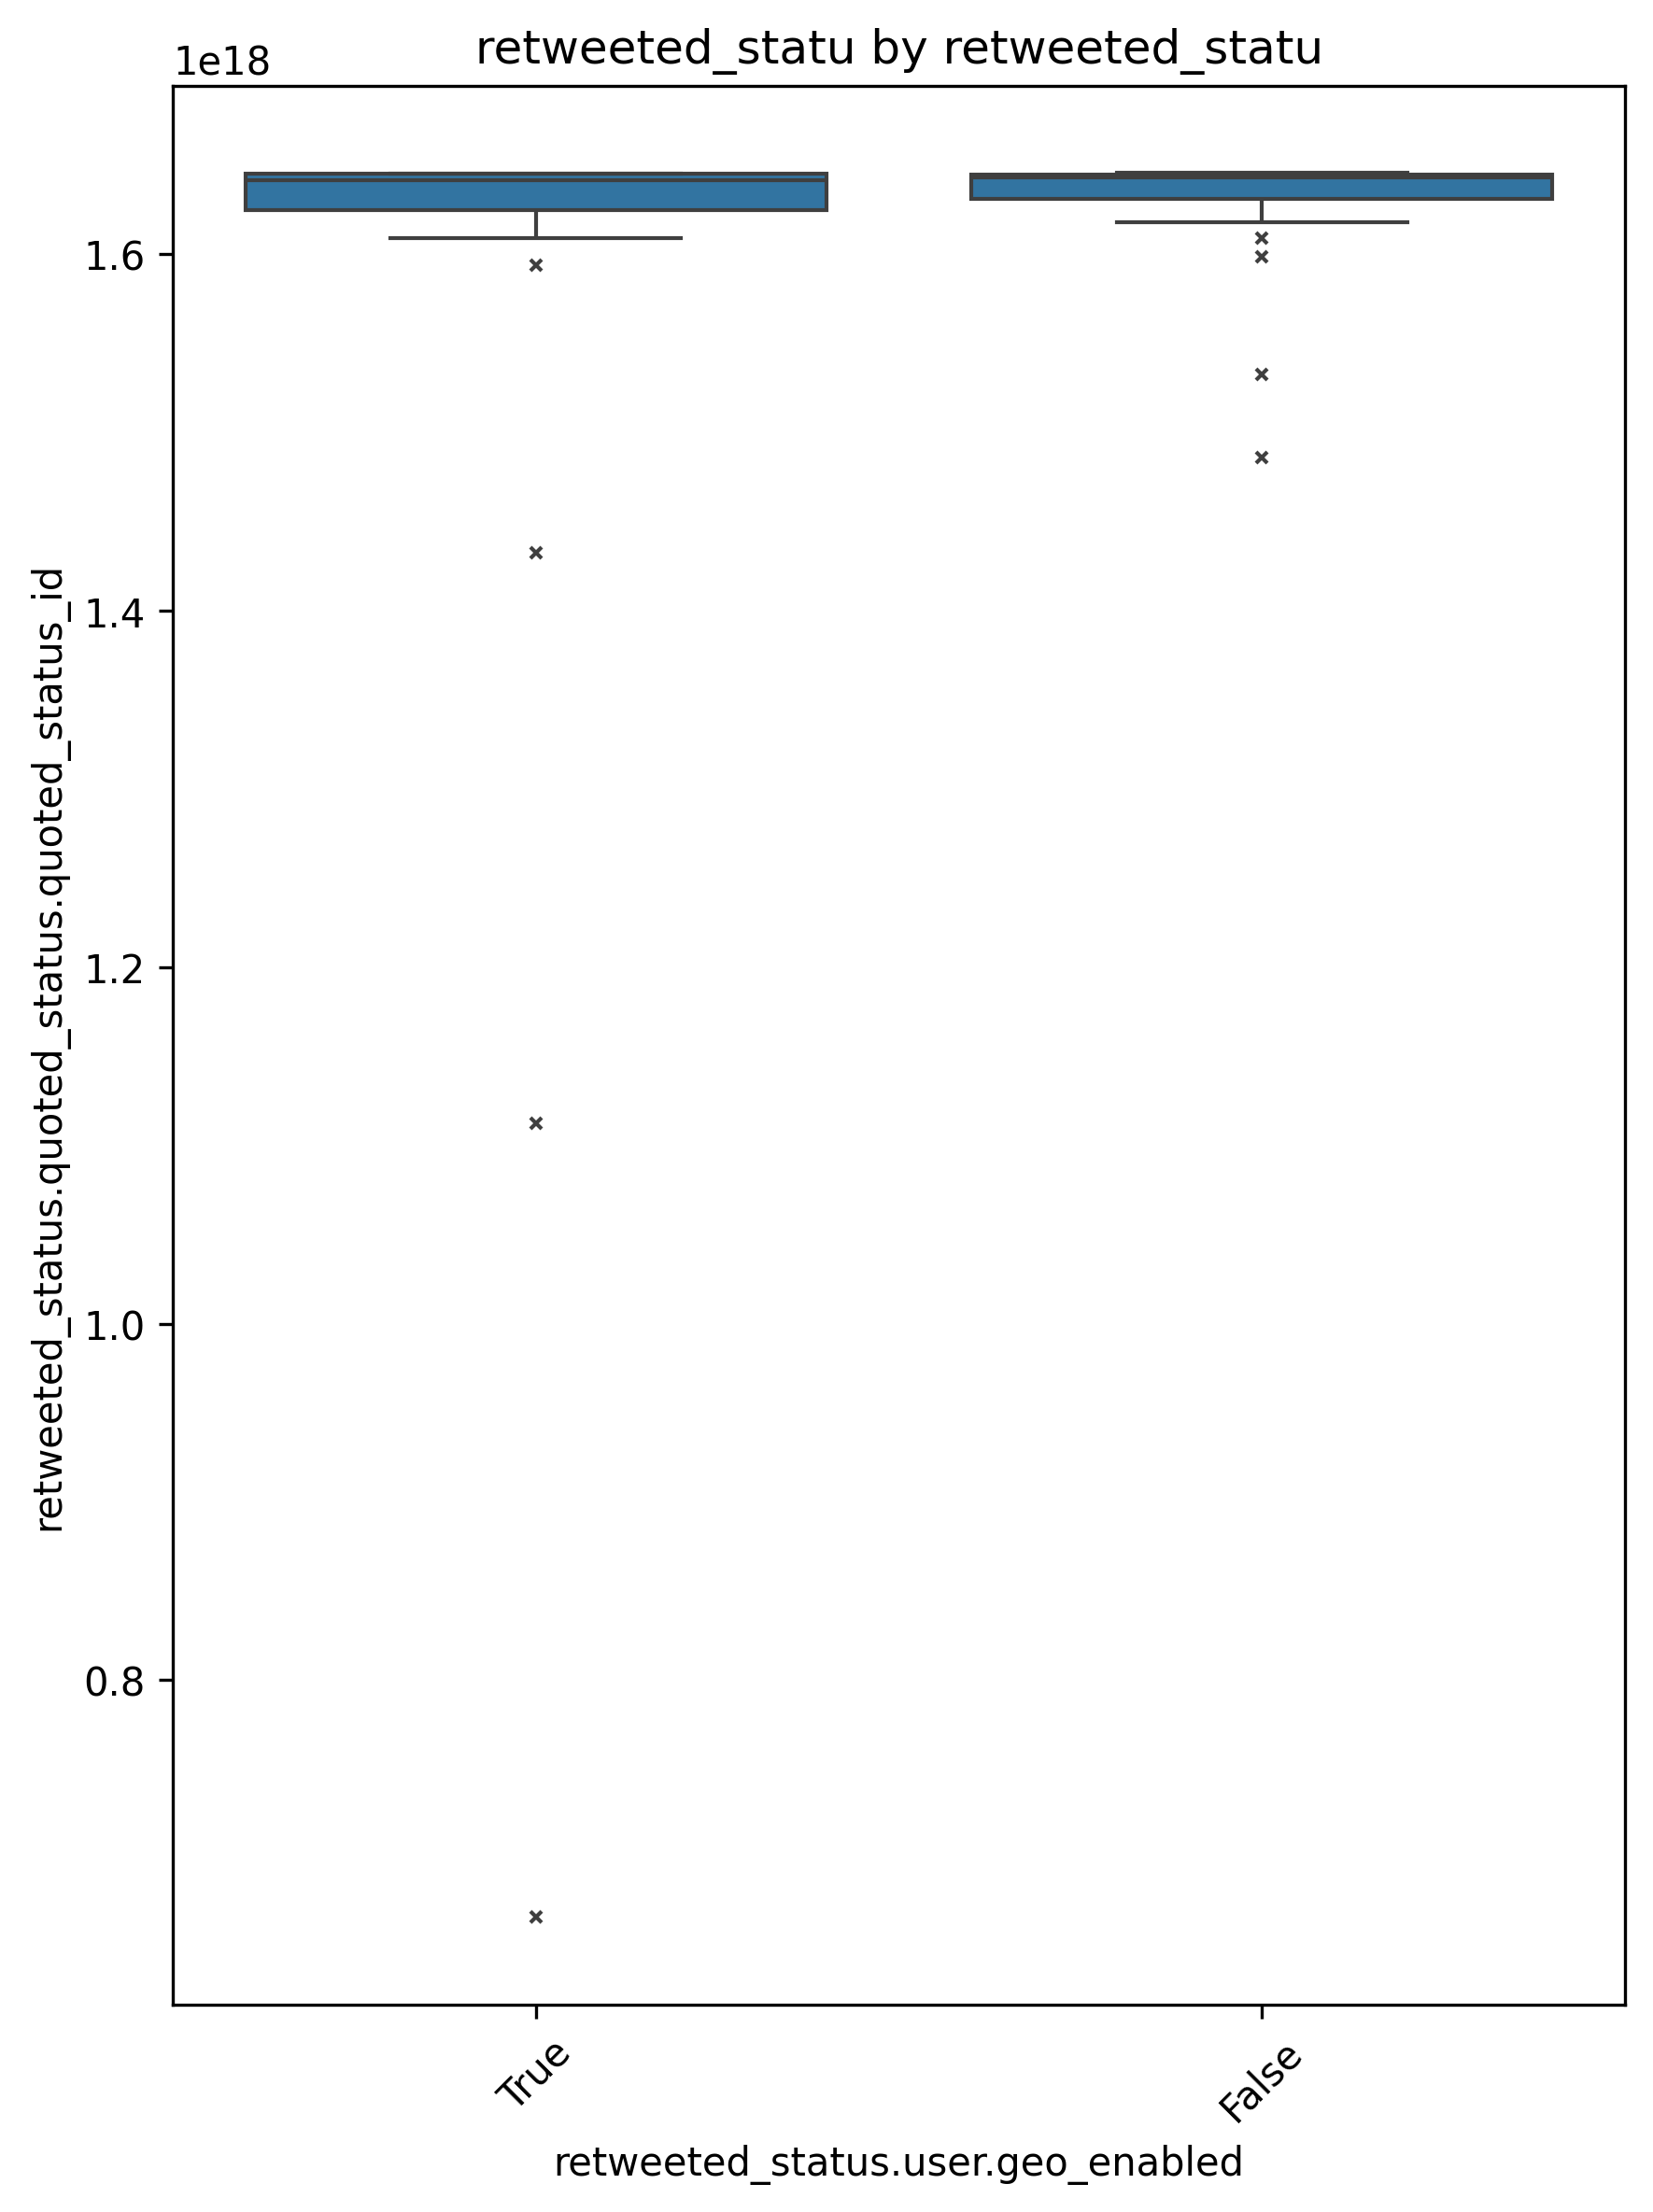 retweeted_statu by retweeted_statu
1e18
1.6
1.4
1.2
1.0
0.8
retweeted_status.quoted_status.quoted_status_id
True
False
retweeted_status.user.geo_enabled